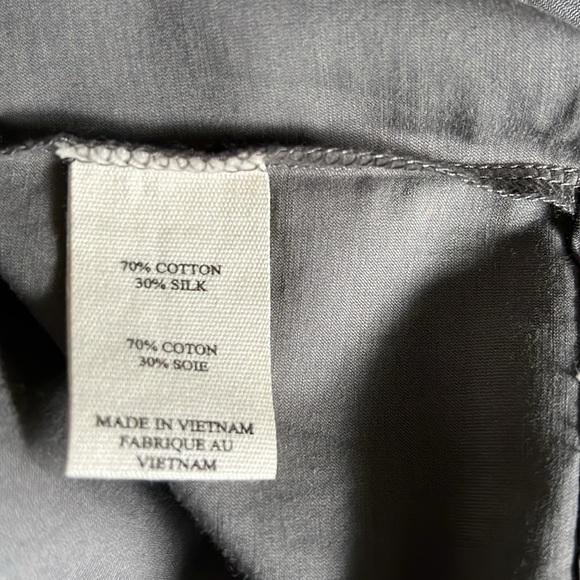 70% COTTON
30% SILK
70% COTON
30% SOIE
MADE IN VIETNAM
FABRIQUE AU
VIETNAM